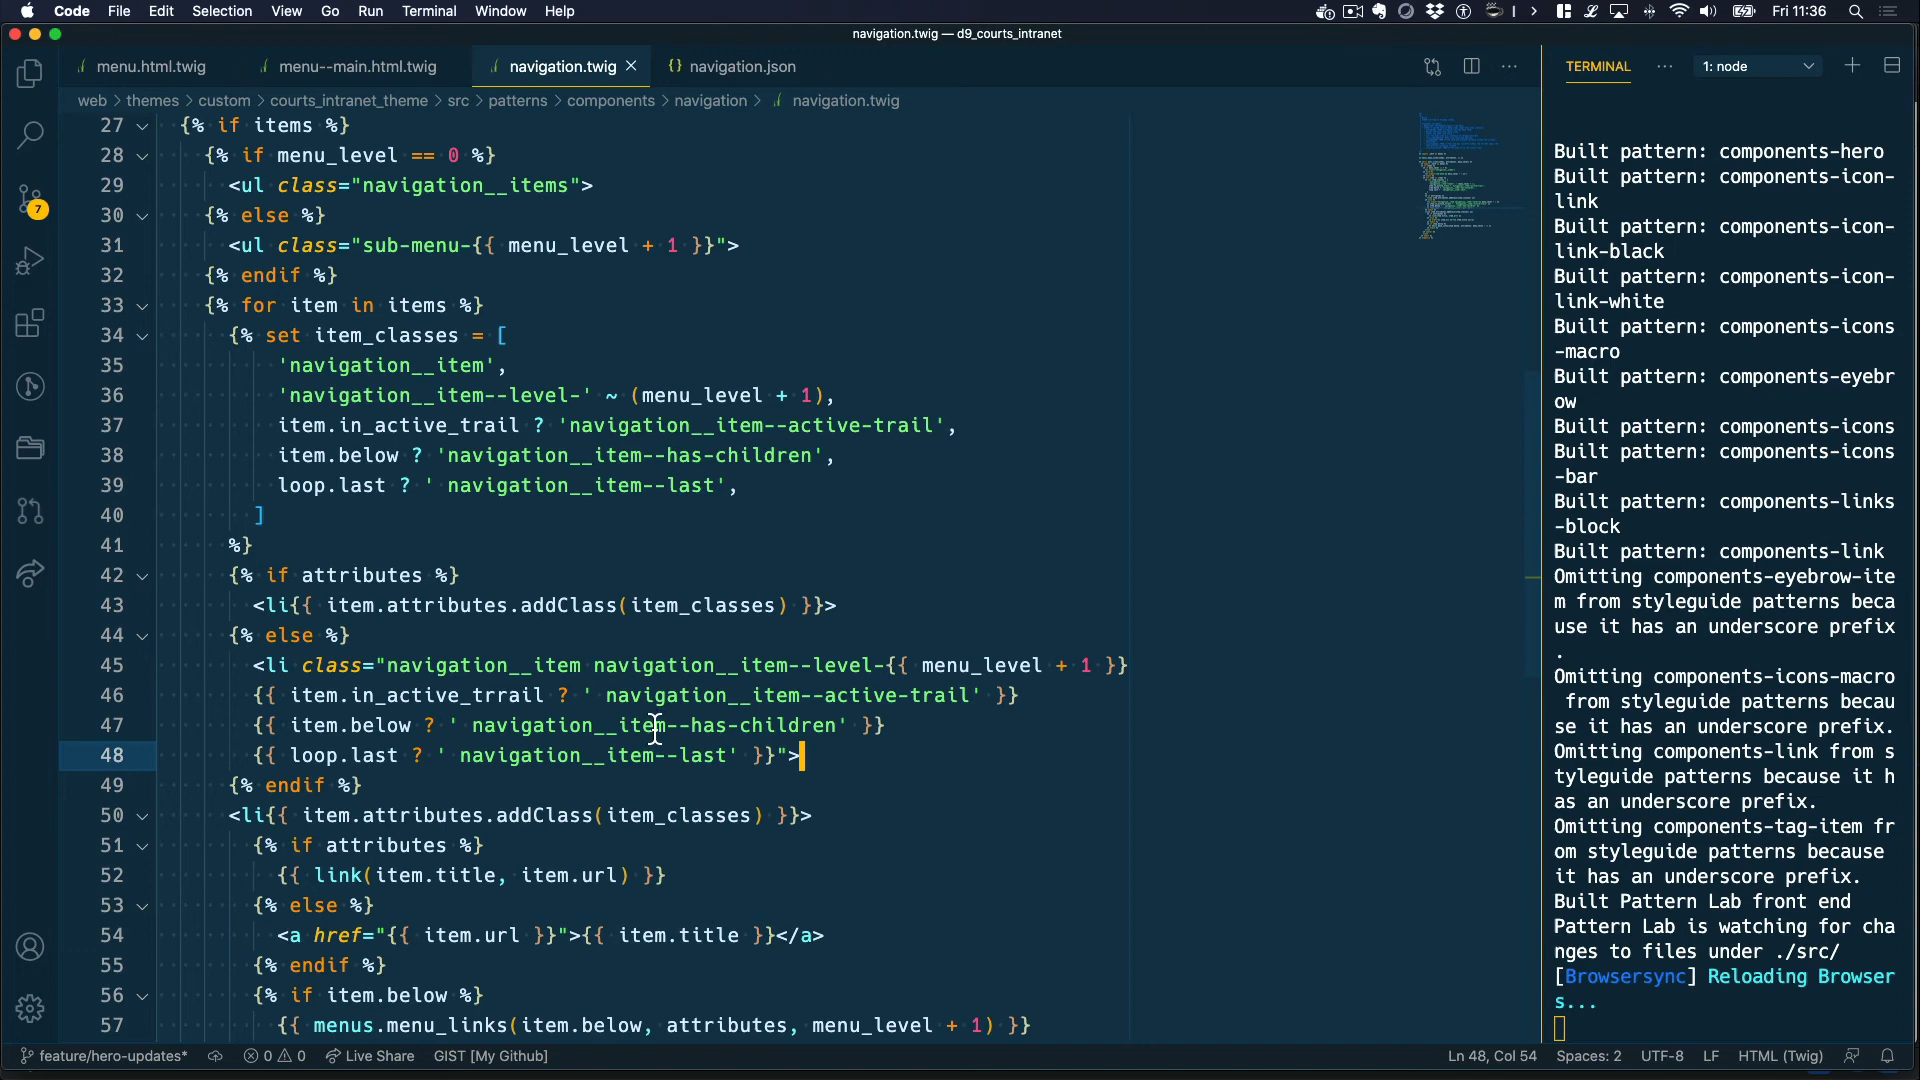 Code File Edit Selection View Go Run Terminal Window Help Fri 11:36
navigation.twig — d9_courts_intranet
menu.html.twig menu--main.html.twig navigation.twig navigation.json
web > themes > custom > courts_intranet_theme > src > patterns > components > navigation > navigation.twig
27 {% if items %}
28 {% if menu_level == 0 %}
29 <ul class="navigation__items">
30 {% else %}
31 <ul class="sub-menu-{{ menu_level + 1 }}">
32 {% endif %}
33 {% for item in items %}
34 {% set item_classes = [
35 'navigation__item',
36 'navigation__item--level-' ~ (menu_level + 1),
37 item.in_active_trail ? 'navigation__item--active-trail',
38 item.below ? 'navigation__item--has-children',
39 loop.last ? ' navigation__item--last',
40 ]
41 %}
42 {% if attributes %}
43 <li{{ item.attributes.addClass(item_classes) }}>
44 {% else %}
45 <li class="navigation__item navigation__item--level-{{ menu_level + 1 }}
46 {{ item.in_active_trrail ? ' navigation__item--active-trail' }}
47 {{ item.below ? ' navigation__item--has-children' }}
48 {{ loop.last ? ' navigation__item--last' }}">
49 {% endif %}
50 <li{{ item.attributes.addClass(item_classes) }}>
51 {% if attributes %}
52 {{ link(item.title, item.url) }}
53 {% else %}
54 <a href="{{ item.url }}">{{ item.title }}</a>
55 {% endif %}
56 {% if item.below %}
57 {{ menus.menu_links(item.below, attributes, menu_level + 1) }}
TERMINAL ... 1: node
Built pattern: components-hero
Built pattern: components-icon-
link
Built pattern: components-icon-
link-black
Built pattern: components-icon-
link-white
Built pattern: components-icons
-macro
Built pattern: components-eyebr
ow
Built pattern: components-icons
Built pattern: components-icons
-bar
Built pattern: components-links
-block
Built pattern: components-link
Omitting components-eyebrow-ite
m from styleguide patterns beca
use it has an underscore prefix
.
Omitting components-icons-macro
from styleguide patterns becau
se it has an underscore prefix.
Omitting components-link from s
tyleguide patterns because it h
as an underscore prefix.
Omitting components-tag-item fr
om styleguide patterns because
it has an underscore prefix.
Built Pattern Lab front end
Pattern Lab is watching for cha
nges to files under ./src/
[Browsersync] Reloading Browser
s...
7
feature/hero-updates* 0 0 Live Share GIST [My Github] Ln 48, Col 54 Spaces: 2 UTF-8 LF HTML (Twig)